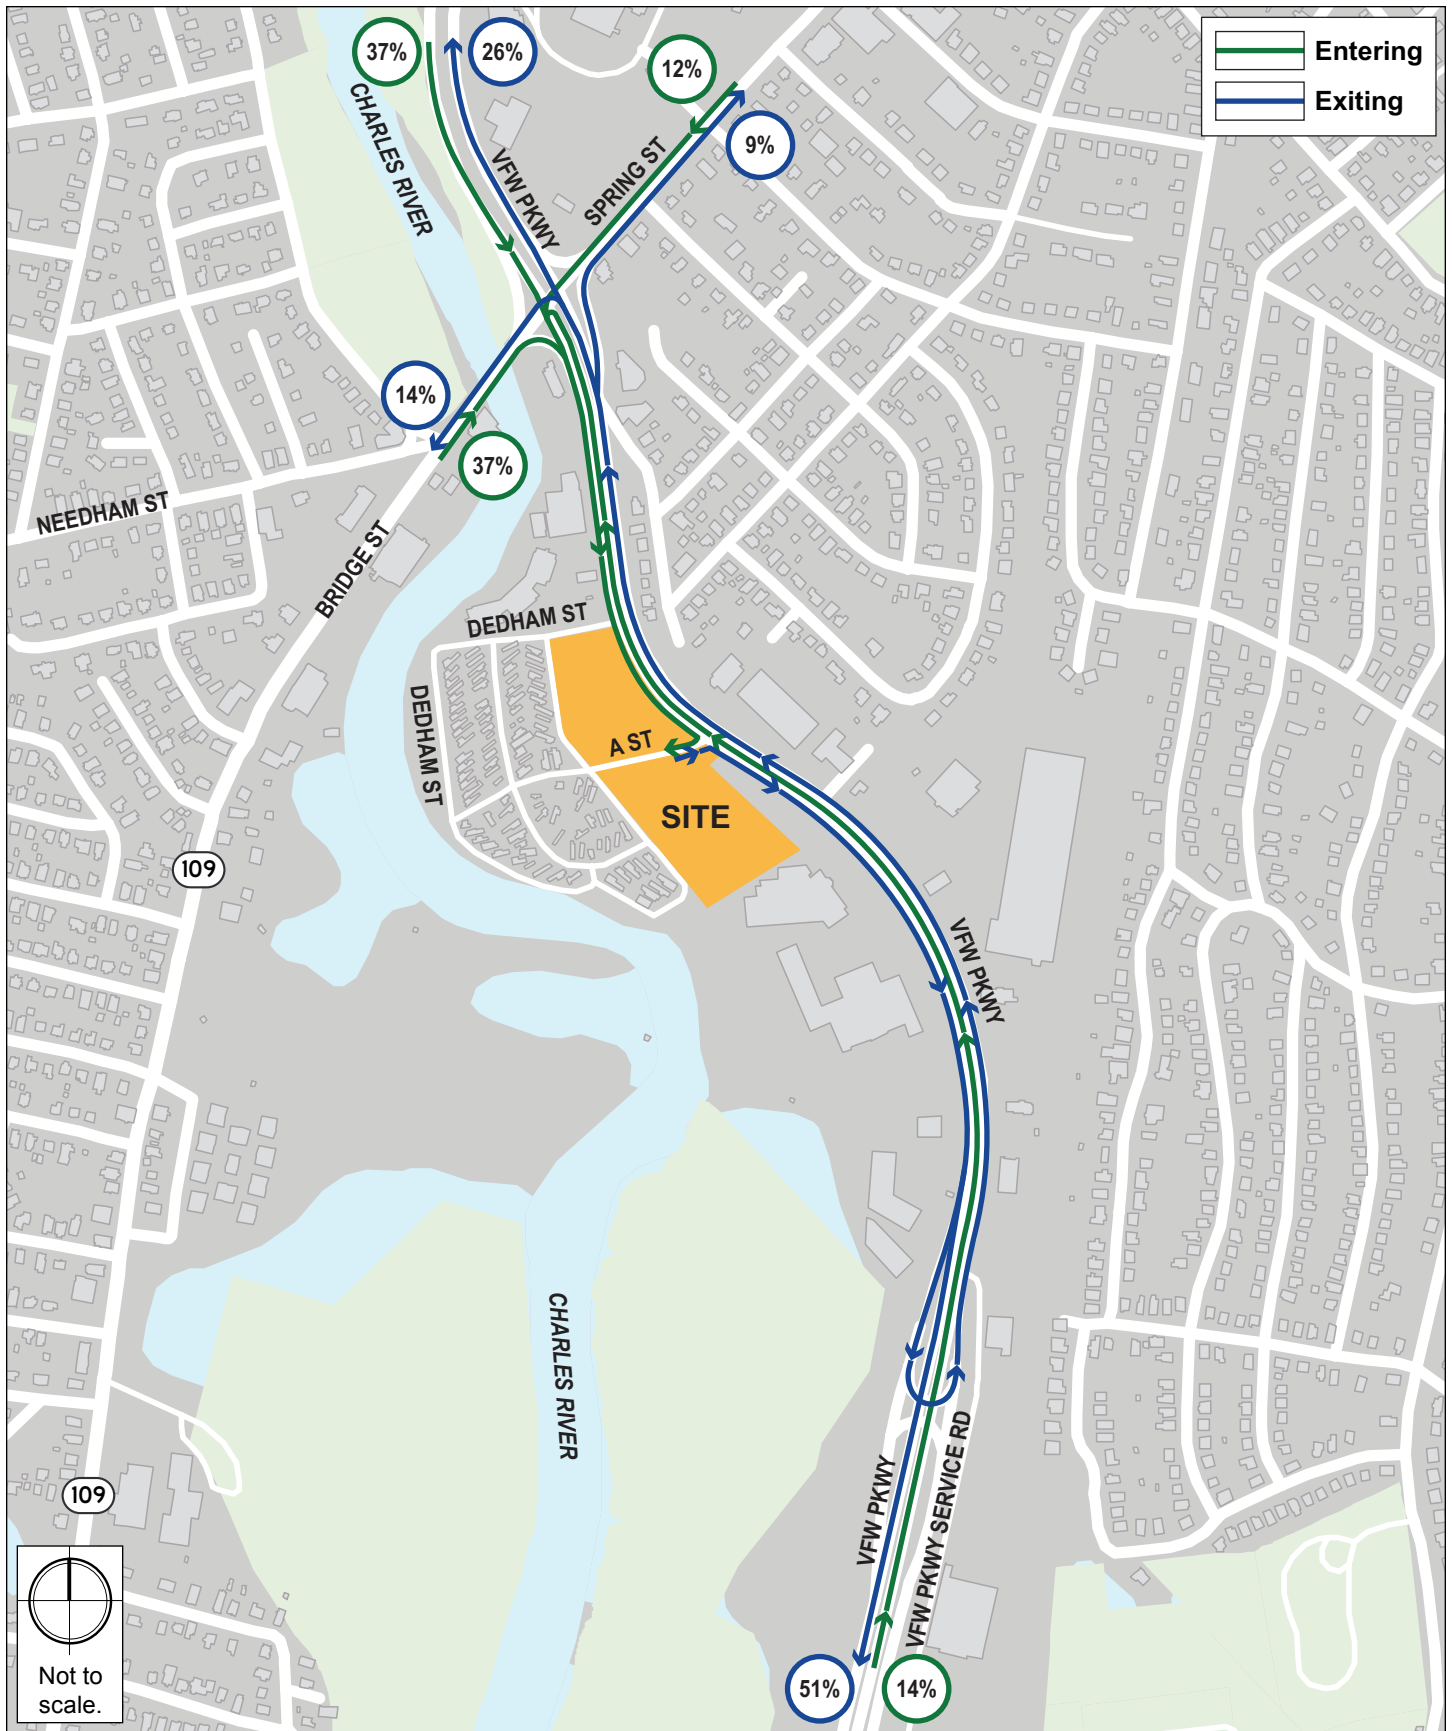 37%
26%
12%
9%
Entering
Exiting
CHARLES RIVER
VFW PKWY
SPRING ST
14%
37%
NEEDHAM ST
BRIDGE ST
DEDHAM ST
DEDHAM ST
A ST
SITE
109
VFW PKWY
CHARLES RIVER
VFW PKWY
VFW PKWY SERVICE RD
109
Not to
scale.
51%
14%